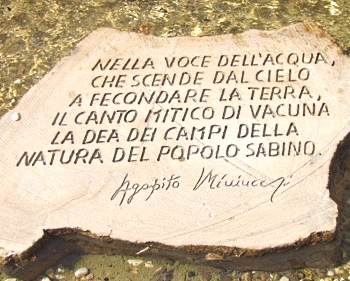 NELLA VOCE DELL'ACQUA,
CHE SCENDE DAL CIELO
A FECONDARE LA TERRA,
IL CANTO MITICO DI VACUNA
LA DEA DEI CAMPI DELLA
NATURA DEL POPOLO SABINO.
Agapito Miniucchi